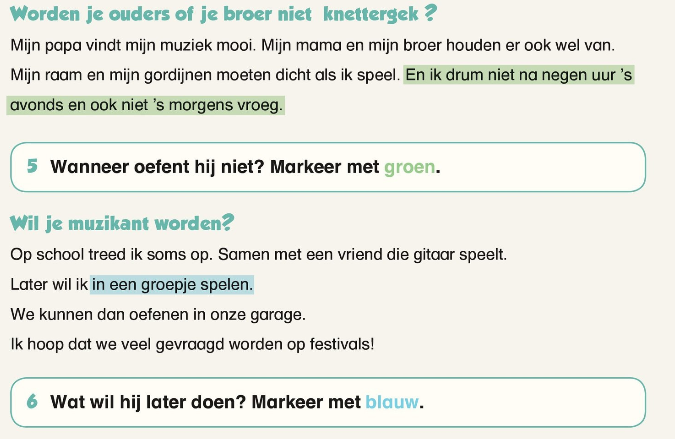 Worden je ouders of je broer niet knettergek ?
Mijn papa vindt mijn muziek mooi. Mijn mama en mijn broer houden er ook wel van.
Mijn raam en mijn gordijnen moeten dicht als ik speel. En ik drum niet na negen uur ’s
avonds en ook niet ’s morgens vroeg.
5 Wanneer oefent hij niet? Markeer met groen.
Wil je muzikant worden?
Op school treed ik soms op. Samen met een vriend die gitaar speelt.
Later wil ik in een groepje spelen.
We kunnen dan oefenen in onze garage.
Ik hoop dat we veel gevraagd worden op festivals!
6 Wat wil hij later doen? Markeer met blauw.